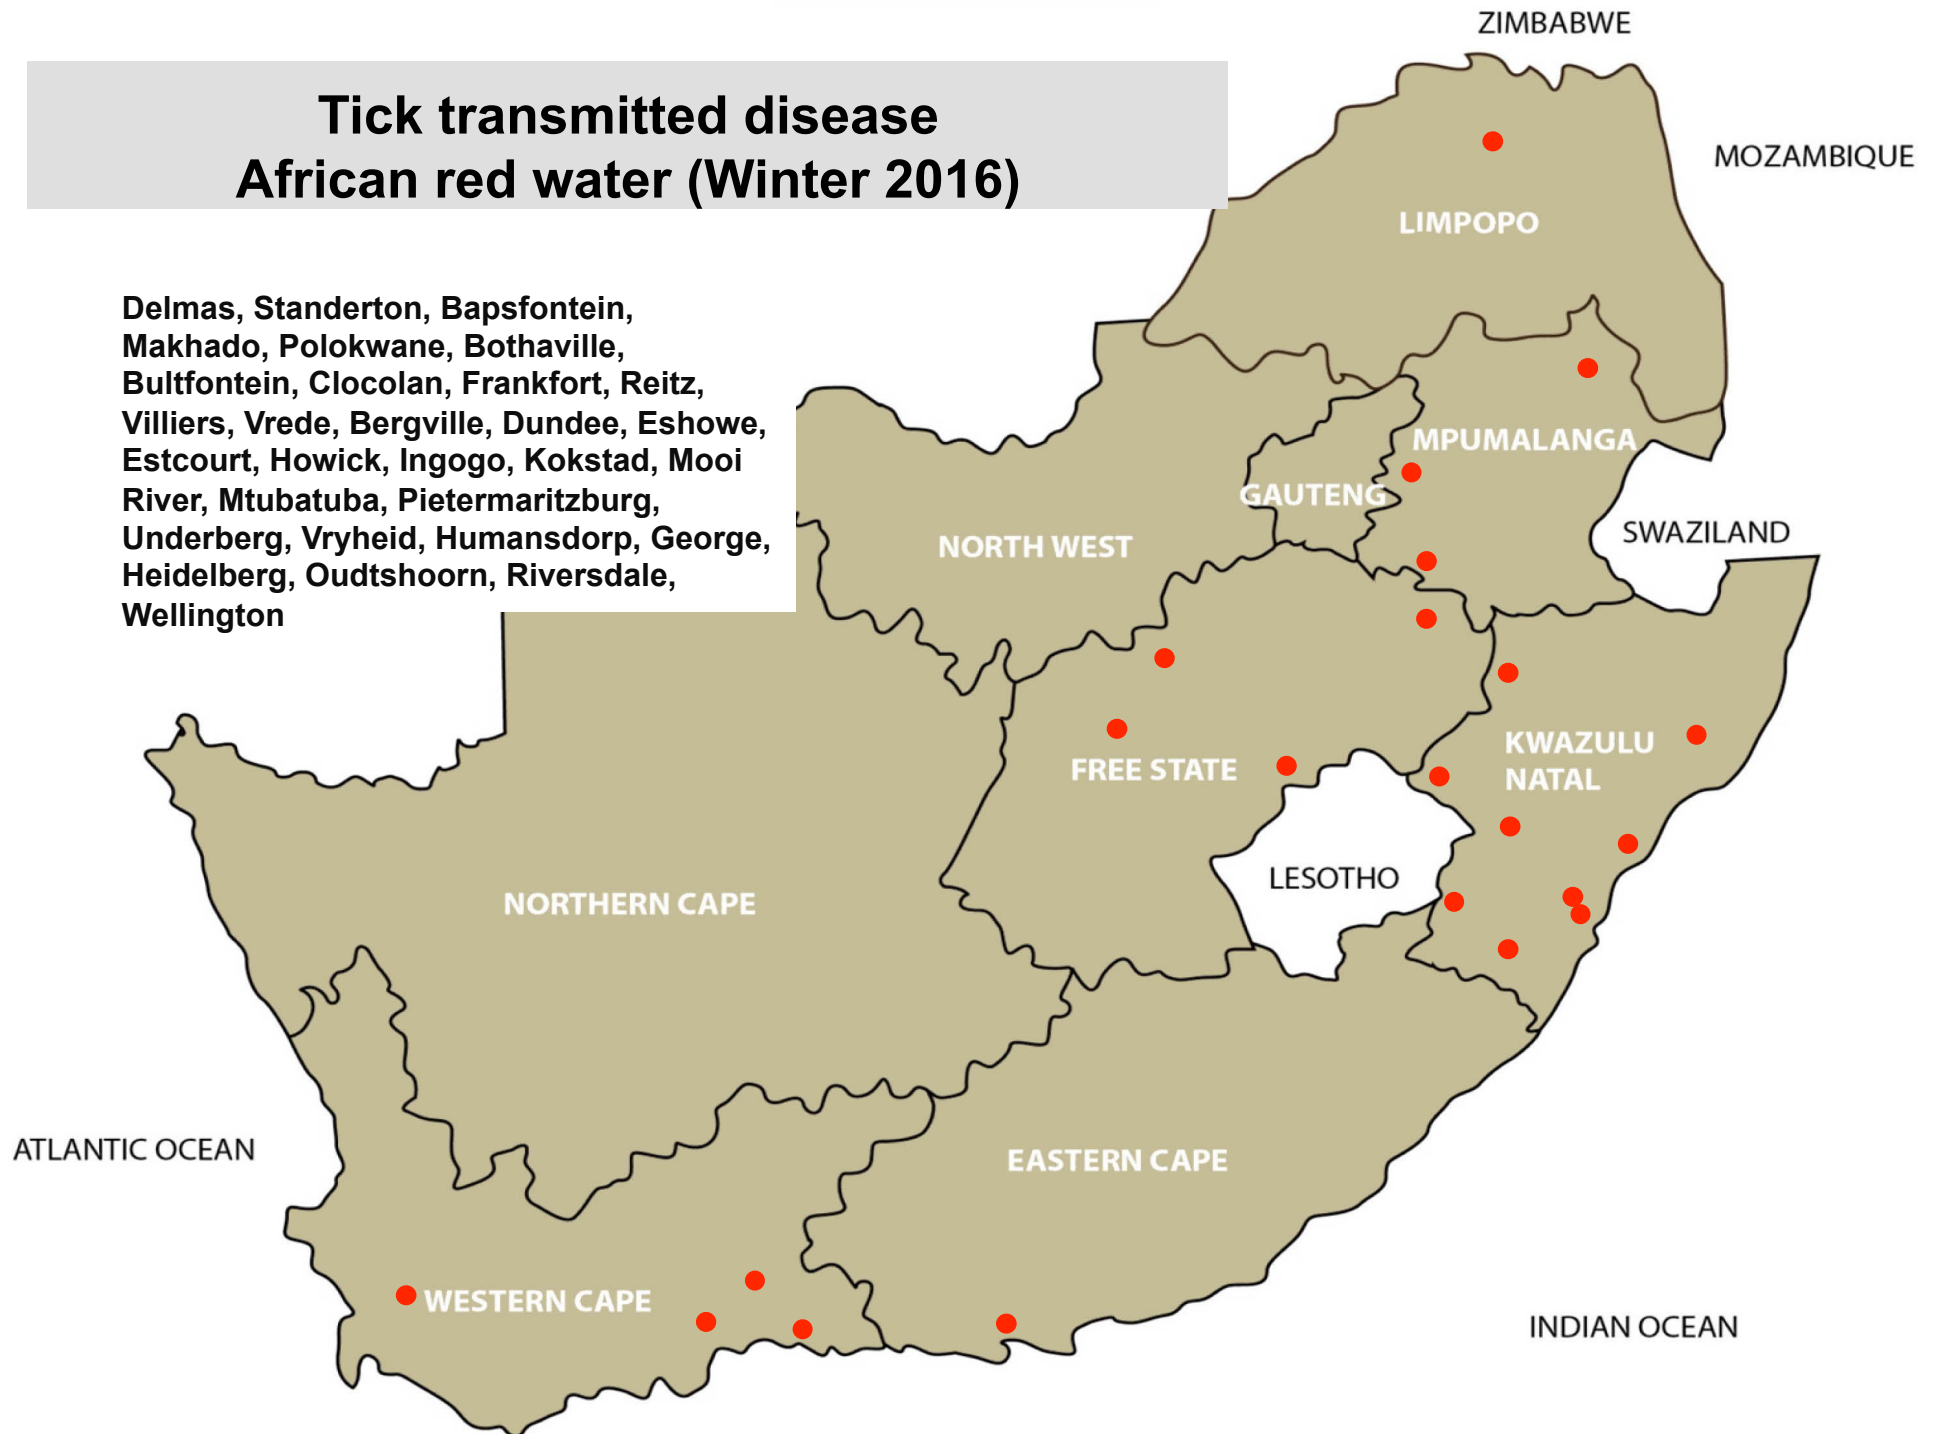 ZIMBABWE
Tick transmitted disease
African red water (Winter 2016)
MOZAMBIQUE
LIMPOPO
Delmas, Standerton, Bapsfontein,
Makhado, Polokwane, Bothaville,
Bultfontein, Clocolan, Frankfort, Reitz,
Villiers, Vrede, Bergville, Dundee, Eshowe,
Estcourt, Howick, Ingogo, Kokstad, Mooi
River, Mtubatuba, Pietermaritzburg,
Underberg, Vryheid, Humansdorp, George,
Heidelberg, Oudtshoorn, Riversdale,
Wellington
MPUMALANGA
GAUTENG
SWAZILAND
NORTH WEST
KWAZULU
NATAL
FREE STATE
LESOTHO
NORTHERN CAPE
ATLANTIC OCEAN
EASTERN CAPE
WESTERN CAPE
INDIAN OCEAN